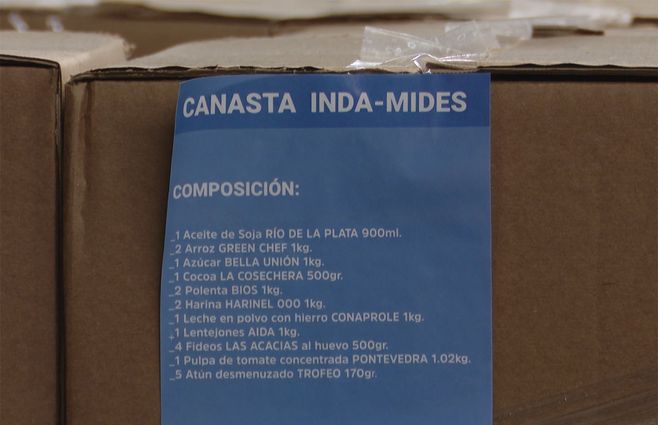 CANASTA INDA-MIDES
COMPOSICIÓN:
_1 Aceite de Soja RÍO DE LA PLATA 900ml.
_2 Arroz GREEN CHEF 1kg.
_1 Azúcar BELLA UNIÓN 1kg.
_1 Cocoa LA COSECHERA 500gr.
_2 Polenta BIOS 1kg.
_2 Harina HARINEL 000 1kg.
_1 Leche en polvo con hierro CONAPROLE 1kg.
_1 Lentejones AIDA 1kg.
_4 Fideos LAS ACACIAS al huevo 500gr.
_1 Pulpa de tomate concentrada PONTEVEDRA 1.02kg.
_5 Atún desmenuzado TROFEO 170gr.